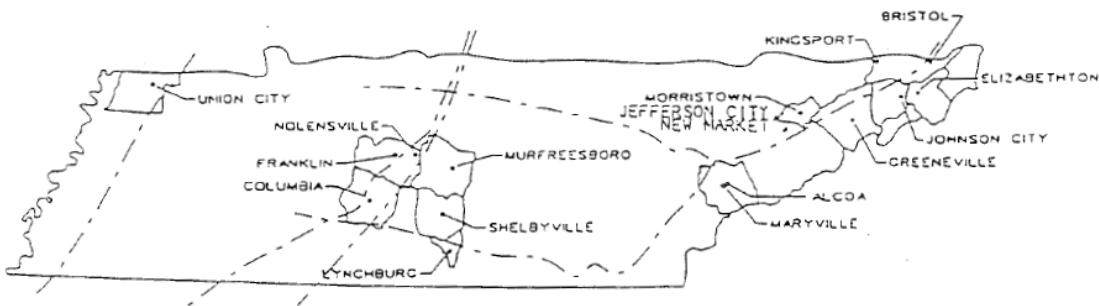 BRISTOL
KINGSPORT
ELIZABETHTON
UNION CITY
MORRISTOWN
JEFFERSON CITY
NEW MARKET
NOLENSVILLE
JOHNSON CITY
FRANKLIN
MURFREESBORO
GREENEVILLE
COLUMBIA
ALCOA
SHELBYVILLE
MARYVILLE
LYNCHBURG